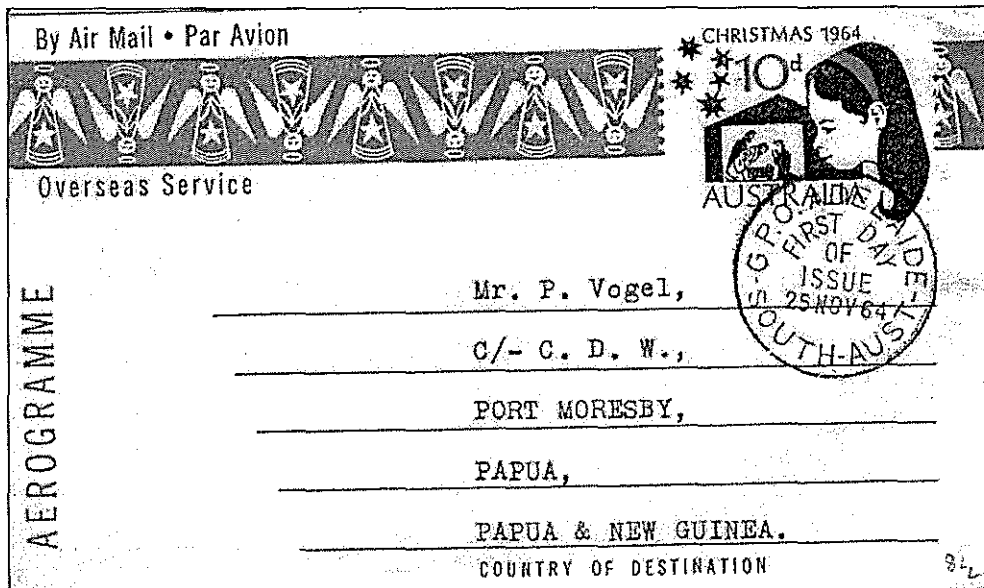 By Air Mail • Par Avion
CHRISTMAS 1964
10d
Overseas Service
AUSTRALIA
G.P.O. ADELAIDE-
SOUTH-AUST-
FIRST DAY
OF
ISSUE
25 NOV 64
AEROGRAMME
Mr. P. Vogel,
C/- C. D. W.,
PORT MORESBY,
PAPUA,
PAPUA & NEW GUINEA.
COUNTRY OF DESTINATION